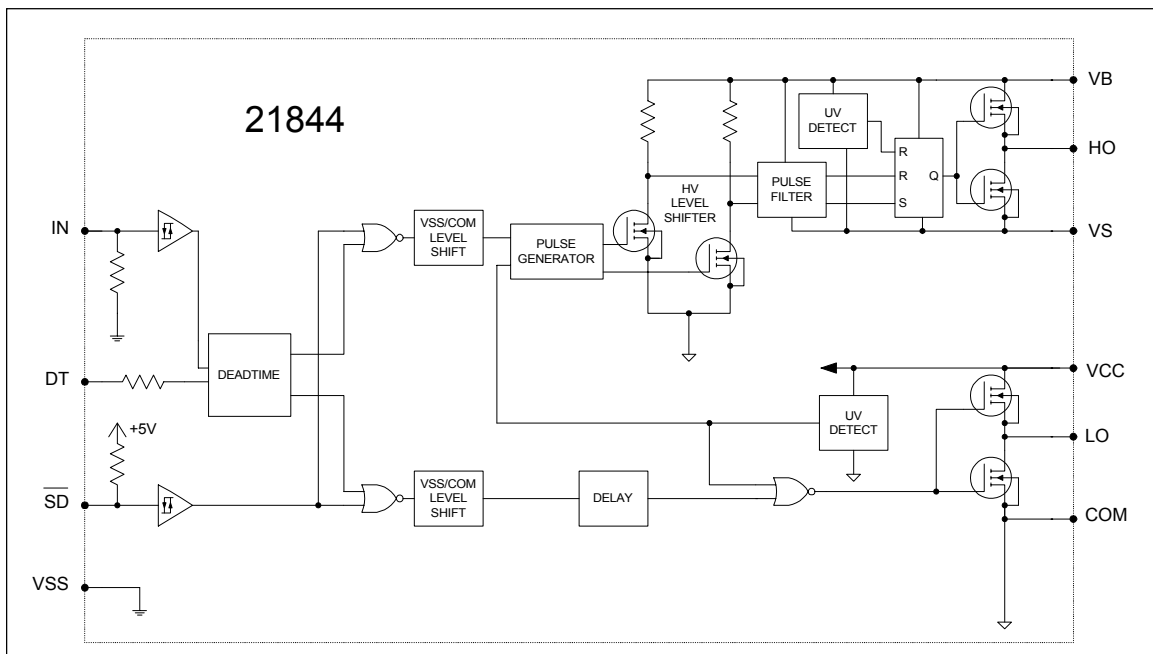 21844
VB
UV
DETECT
HO
R
R
Q
S
PULSE
FILTER
HV
LEVEL
SHIFTER
VS
IN
VSS/COM
LEVEL
SHIFT
PULSE
GENERATOR
DEADTIME
DT
VCC
UV
DETECT
LO
+5V
SD
VSS/COM
LEVEL
SHIFT
DELAY
COM
VSS